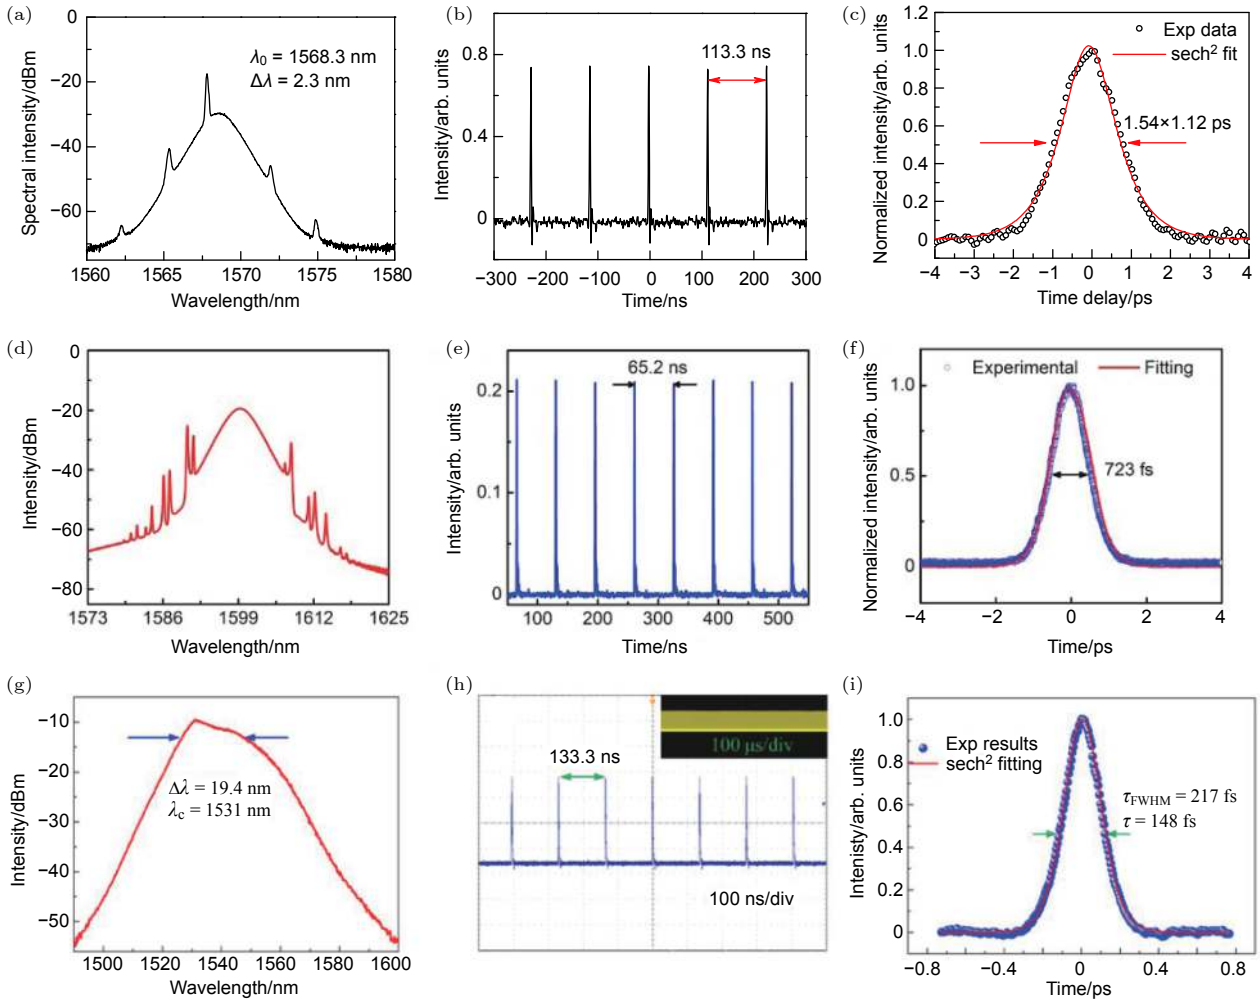 (a)
0
−20
−40
−60
Spectral intensity/dBm
λ0 = 1568.3 nm
Δλ = 2.3 nm
1560
1565
1570
1575
1580
Wavelength/nm
(b)
0.8
0.4
0
Intensity/arb. units
113.3 ns
−300
−200
−100
0
100
200
300
Time/ns
(c)
1.0
0.8
0.6
0.4
0.2
0
Normalized intensity/arb. units
Exp data
sech² fit
1.54×1.12 ps
−4
−3
−2
−1
0
1
2
3
4
Time delay/ps
(d)
0
−20
−40
−60
−80
Intensity/dBm
1573
1586
1599
1612
1625
Wavelength/nm
(e)
0.2
0.1
0
Intensity/arb. units
65.2 ns
100
200
300
400
500
Time/ns
(f)
1.0
0.5
0
Normalized intensity/arb. units
Experimental
Fitting
723 fs
−4
−2
0
2
4
Time/ps
(g)
−10
−20
−30
−40
−50
Intensity/dBm
Δλ = 19.4 nm
λc = 1531 nm
1500
1520
1540
1560
1580
1600
Wavelength/nm
(h)
100 μs/div
133.3 ns
100 ns/div
(i)
1.0
0.8
0.6
0.4
0.2
0
Intenisty/arb. units
Exp results
sech² fitting
τFWHM = 217 fs
τ = 148 fs
−0.8
−0.4
0
0.4
0.8
Time/ps